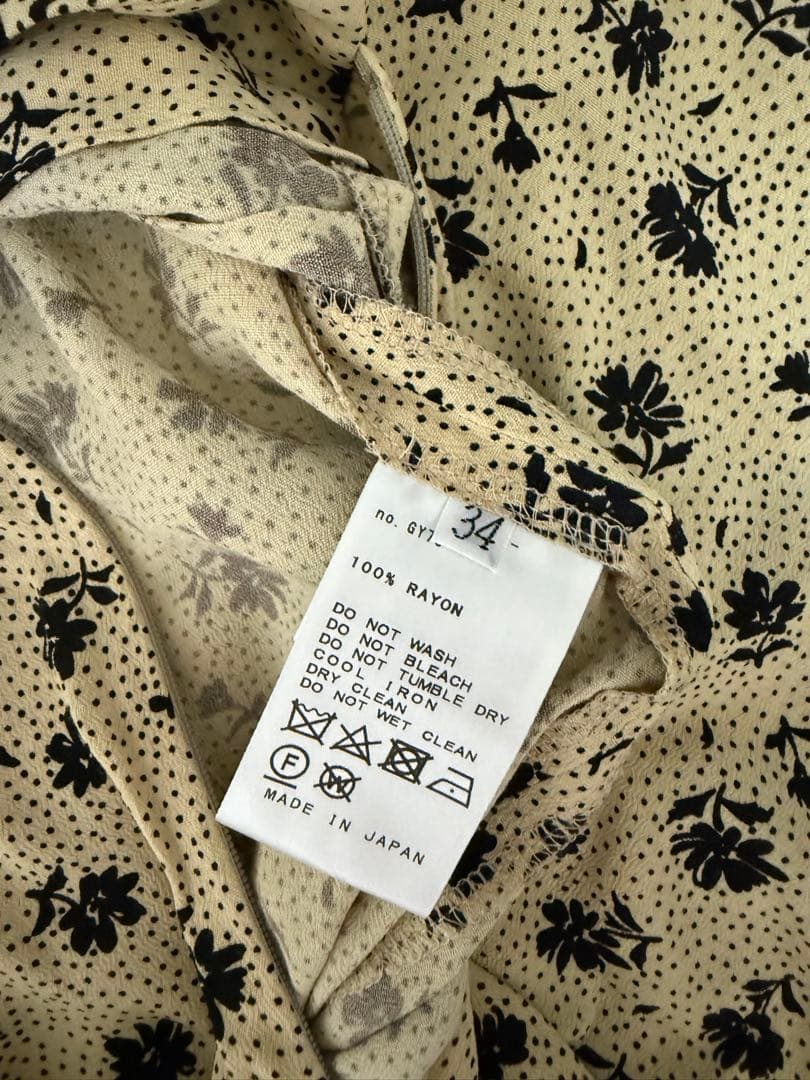 no. GY7
34
100% RAYON
DO NOT WASH
DO NOT BLEACH
DO NOT TUMBLE DRY
COOL IRON
DRY CLEAN
DO NOT WET CLEAN
F W
MADE IN JAPAN